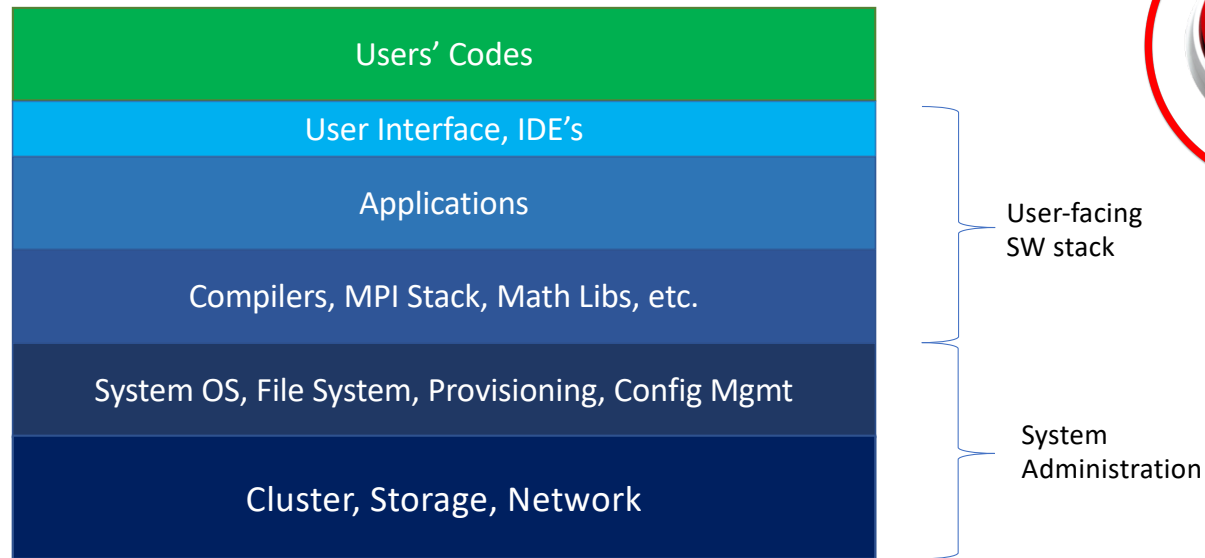 Users’ Codes
User Interface, IDE’s
Applications
Compilers, MPI Stack, Math Libs, etc.
System OS, File System, Provisioning, Config Mgmt
Cluster, Storage, Network
User-facing
SW stack
System
Administration